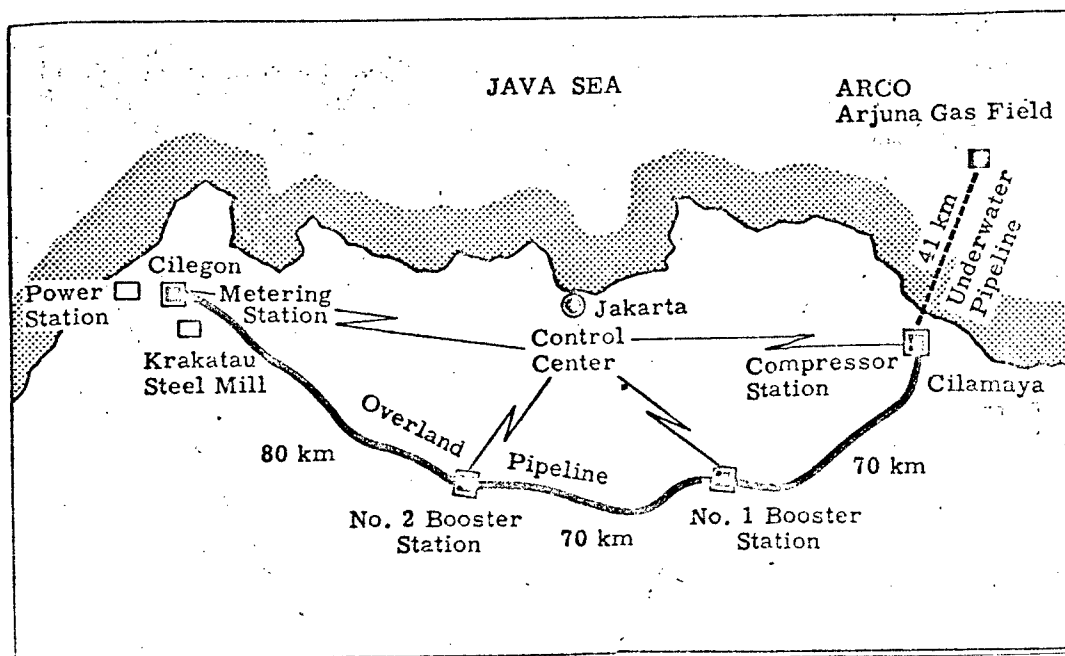 JAVA SEA
ARCO
Arjuna Gas Field
41 km
Underwater
Pipeline
Cilegon
Power
Station
Metering
Station
Krakatau
Steel Mill
Jakarta
Control
Center
Compressor
Station
Cilamaya
Overland
Pipeline
80 km
70 km
70 km
No. 2 Booster
Station
No. 1 Booster
Station